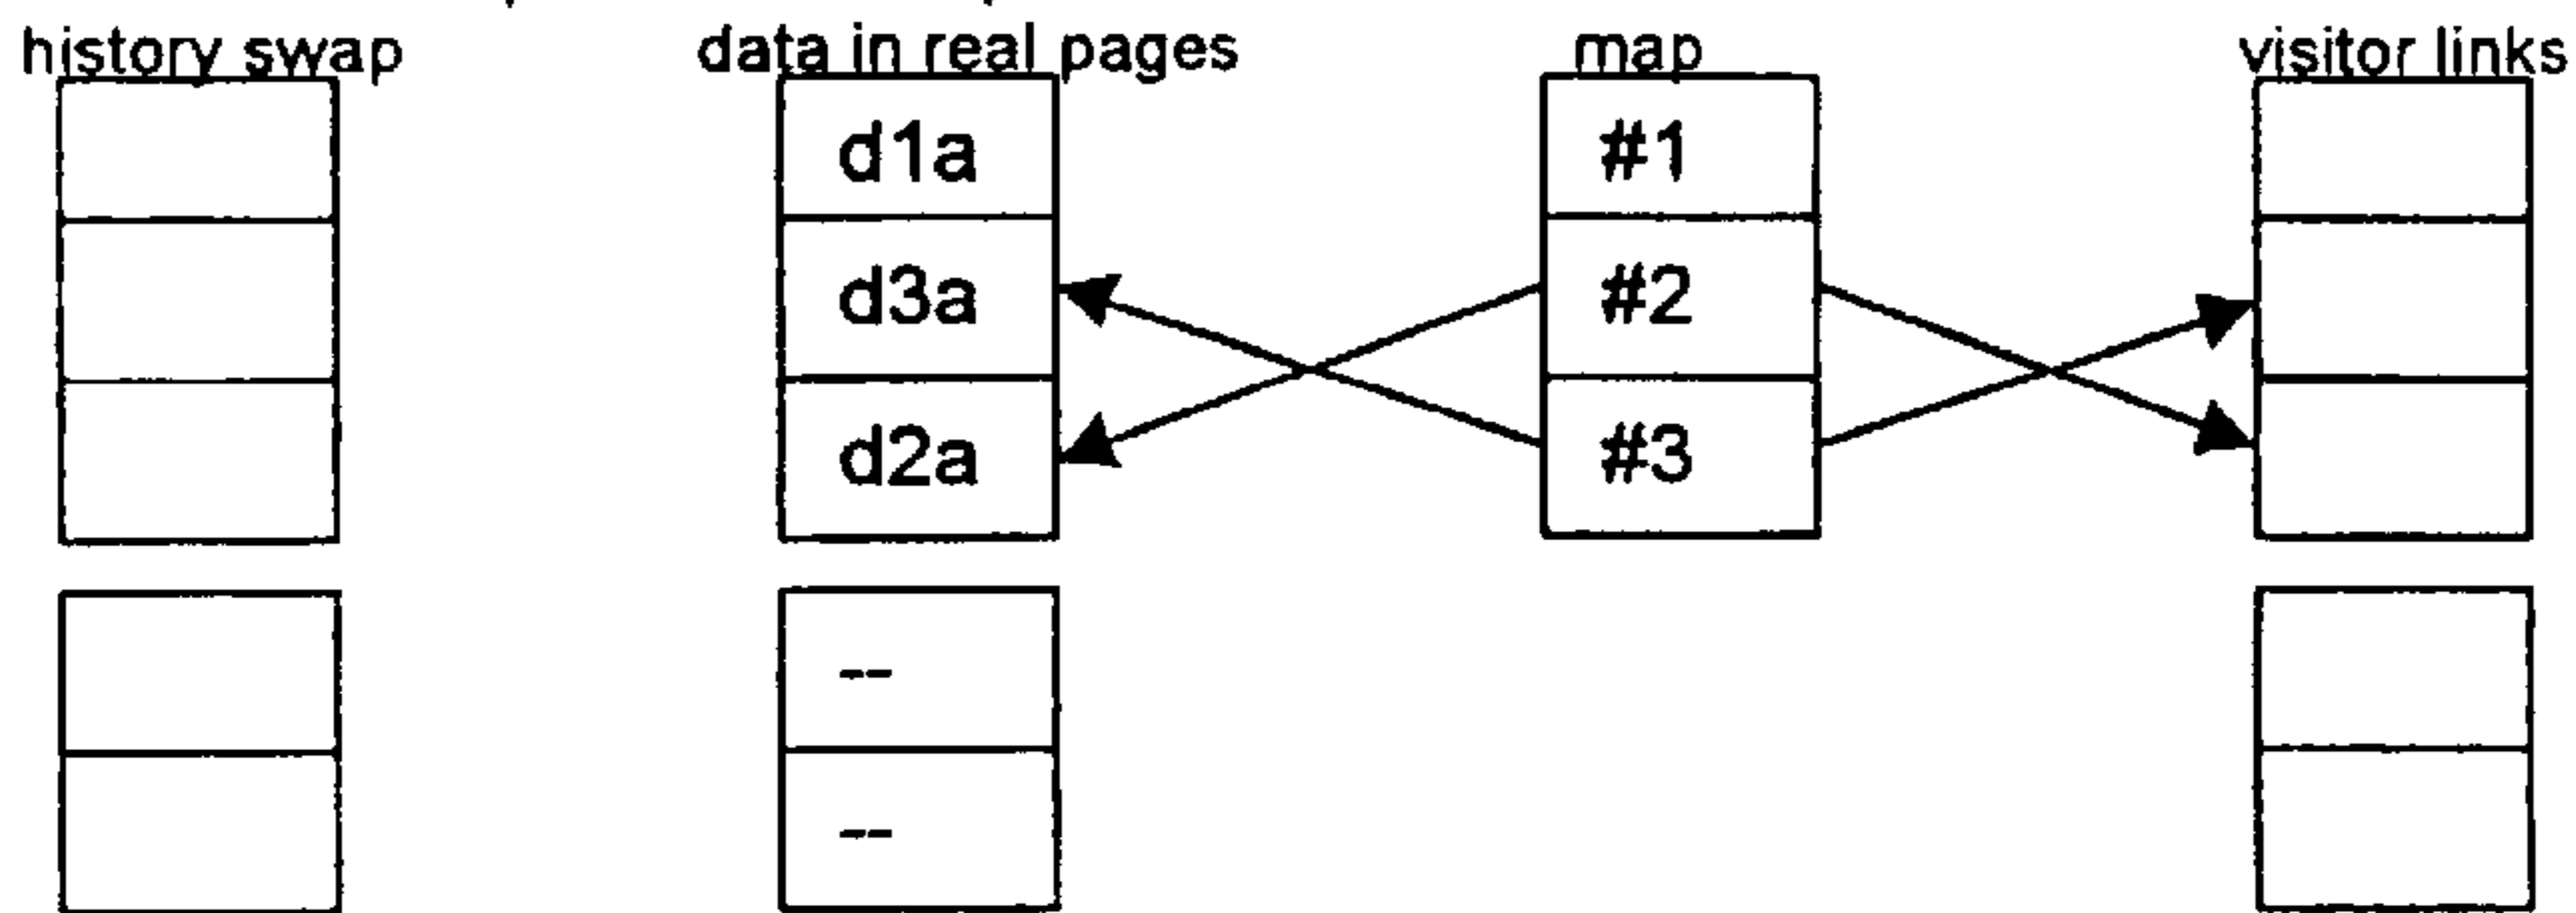 history swap data in real pages map visitor links
d1a #1
d3a #2
d2a #3
--
--